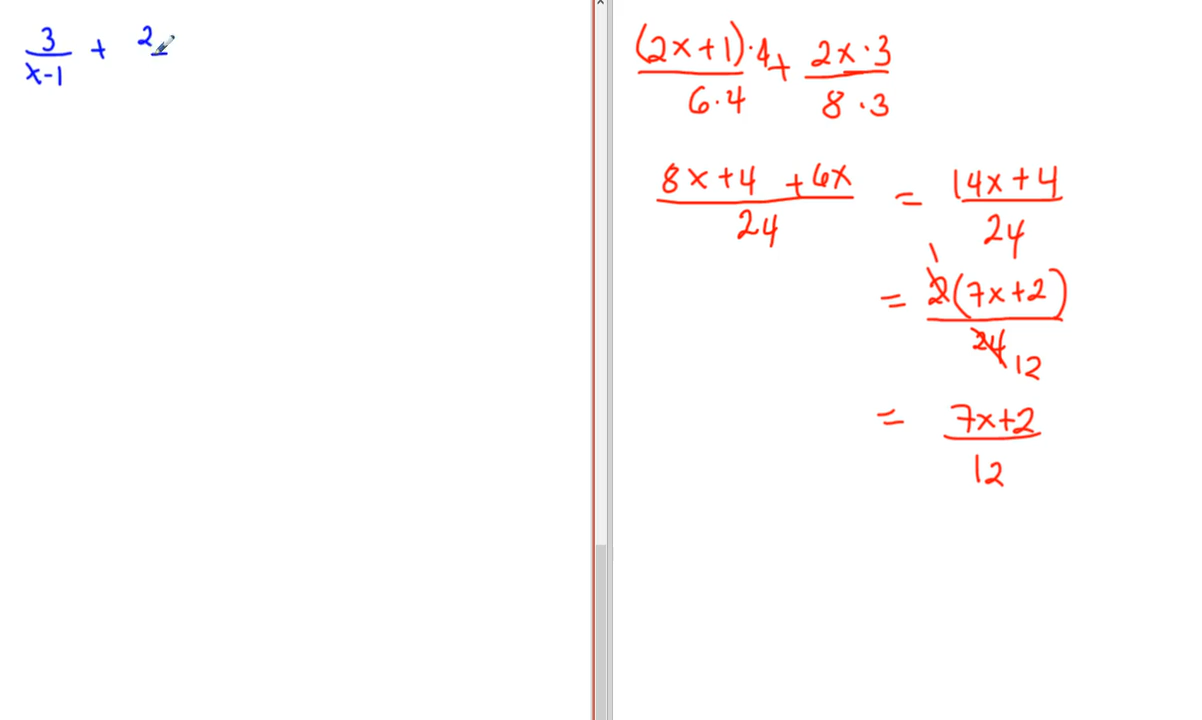 3
x-1
+ 2
(2x+1)·4 + 2x·3
6·4 8·3
8x+4 +6x = 14x+4
24 24
1
= 2(7x+2)
24 12
= 7x+2
12